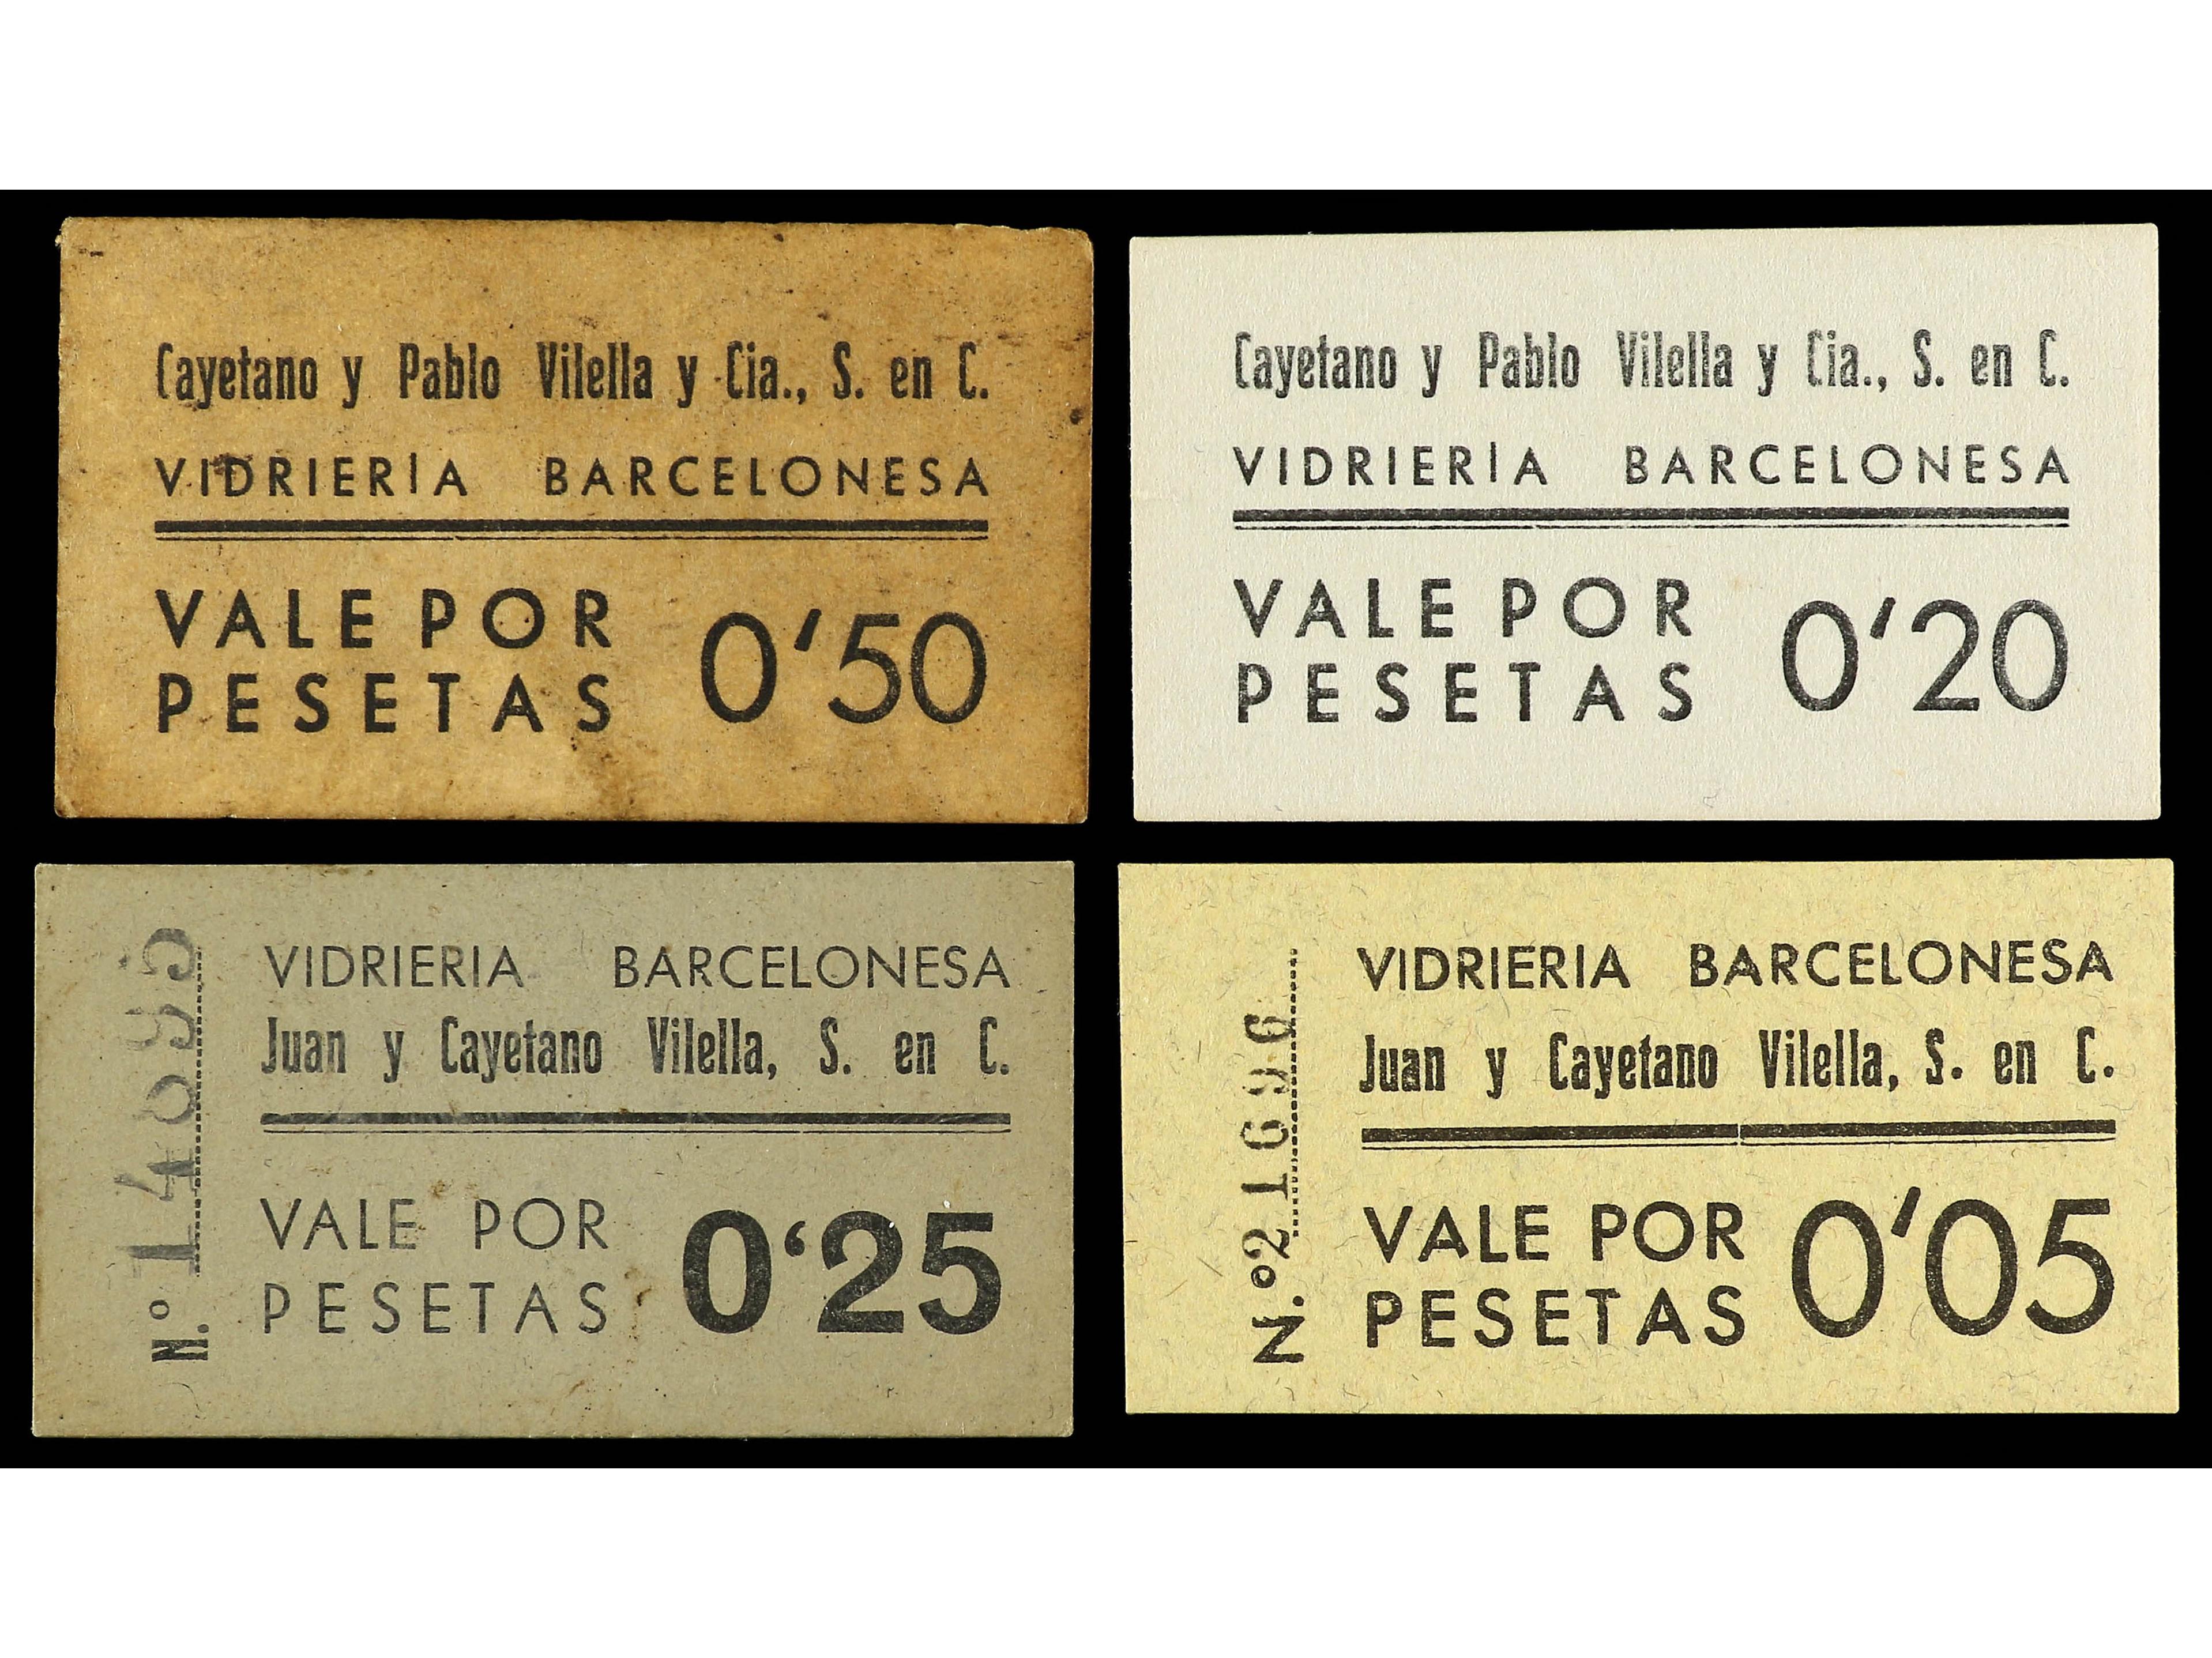 Cayetano y Pablo Vilella y Cia., S. en C.
VIDRIERIA BARCELONESA
VALE POR
PESETAS
0'50
Cayetano y Pablo Vilella y Cia., S. en C.
VIDRIERIA BARCELONESA
VALE POR
PESETAS
0'20
N.º
VIDRIERIA BARCELONESA
Juan y Cayetano Vilella, S. en C.
VALE POR
PESETAS
0‘25
N.º 21696
VIDRIERIA BARCELONESA
Juan y Cayetano Vilella, S. en C.
VALE POR
PESETAS
0'05